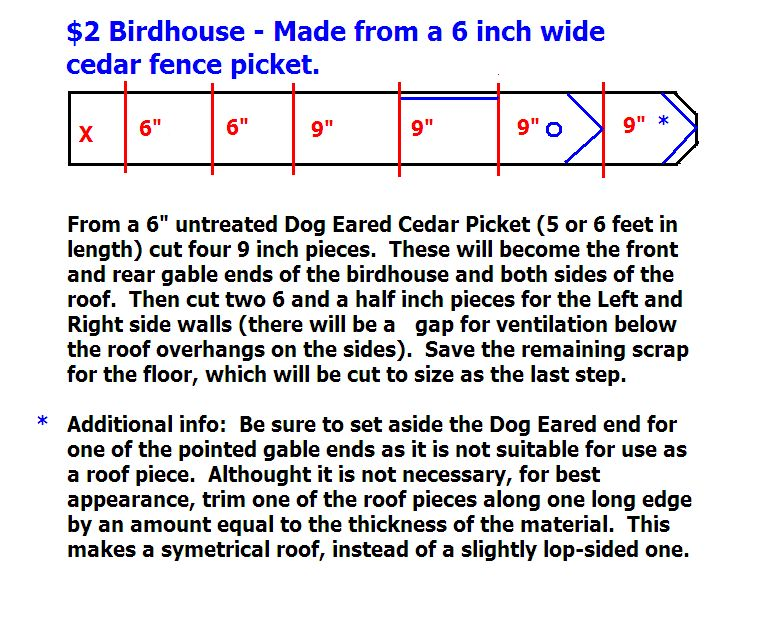 $2 Birdhouse - Made from a 6 inch wide
cedar fence picket.
X 6" 6" 9" 9" 9" 9" *
From a 6" untreated Dog Eared Cedar Picket (5 or 6 feet in
length) cut four 9 inch pieces. These will become the front
and rear gable ends of the birdhouse and both sides of the
roof. Then cut two 6 and a half inch pieces for the Left and
Right side walls (there will be a gap for ventilation below
the roof overhangs on the sides). Save the remaining scrap
for the floor, which will be cut to size as the last step.
* Additional info: Be sure to set aside the Dog Eared end for
one of the pointed gable ends as it is not suitable for use as
a roof piece. Althought it is not necessary, for best
appearance, trim one of the roof pieces along one long edge
by an amount equal to the thickness of the material. This
makes a symetrical roof, instead of a slightly lop-sided one.